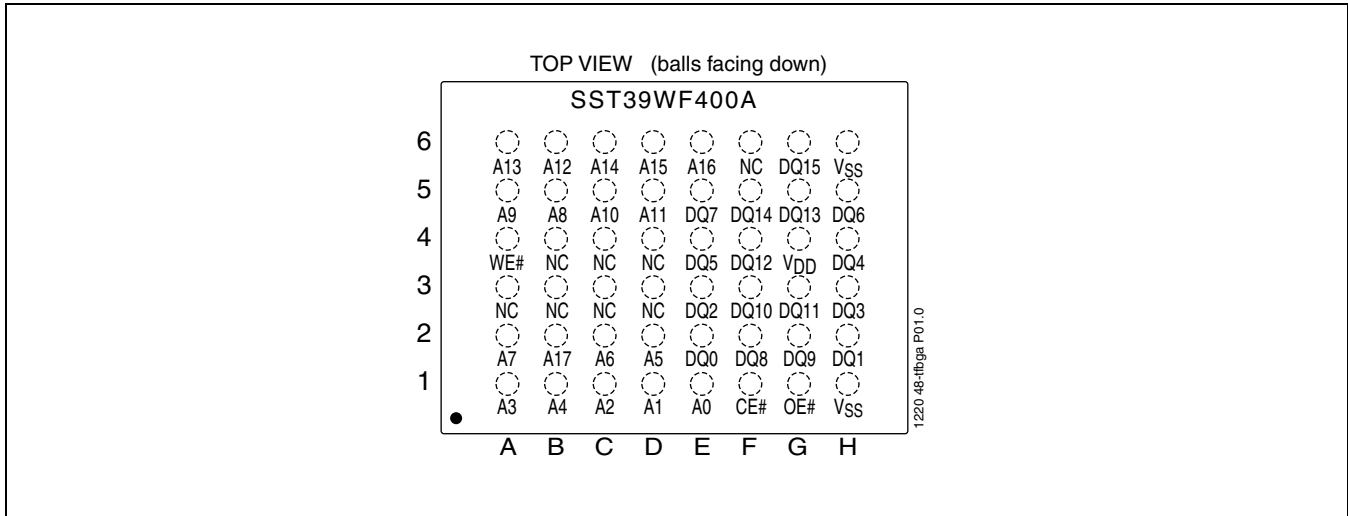 TOP VIEW (balls facing down)
SST39WF400A
6
A13 A12 A14 A15 A16 NC DQ15 VSS
5
A9 A8 A10 A11 DQ7 DQ14 DQ13 DQ6
4
WE# NC NC NC DQ5 DQ12 VDD DQ4
3
NC NC NC NC DQ2 DQ10 DQ11 DQ3
2
A7 A17 A6 A5 DQ0 DQ8 DQ9 DQ1
1
A3 A4 A2 A1 A0 CE# OE# VSS
A B C D E F G H
1220 48-tfbga P01.0